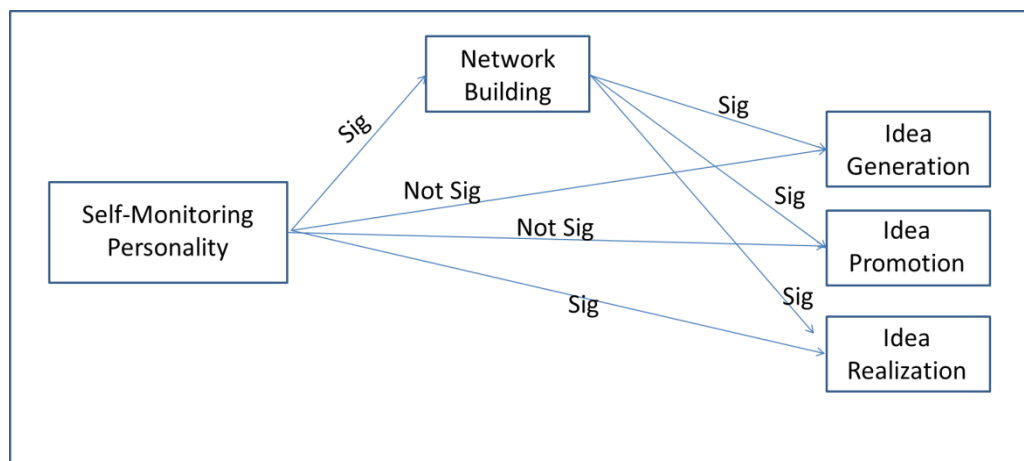 Network
Building
Sig
Sig
Idea
Generation
Not Sig
Self-Monitoring
Personality
Sig
Not Sig
Idea
Promotion
Sig
Sig
Idea
Realization